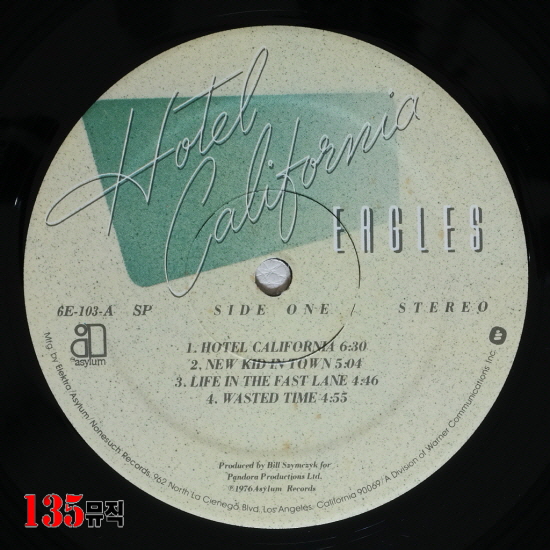 Hotel
California
EAGLES
6E-103-A SP SIDE ONE STEREO
asylum
1. HOTEL CALIFORNIA 6:30
2. NEW KID IN TOWN 5:04
3. LIFE IN THE FAST LANE 4:46
4. WASTED TIME 4:55
Produced by Bill Szymczyk for
Pandora Productions Ltd.
℗ 1976 Asylum Records
Mfg. by Elektra/Asylum/Nonesuch Records, 962 North La Cienega Blvd., Los Angeles, California 90069/A Division of Warner Communications Inc.
135뮤직